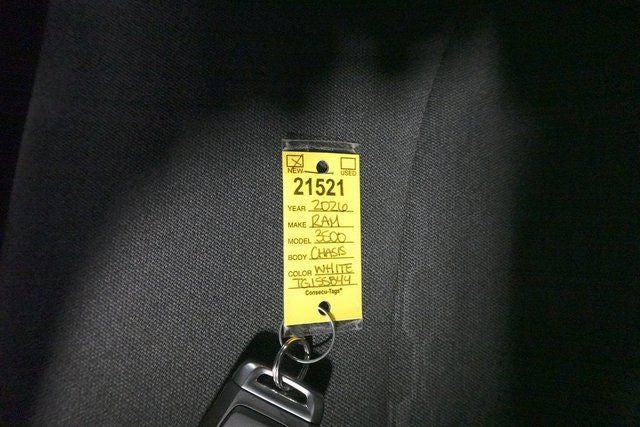 NEW USED
21521
YEAR 2026
MAKE RAM
MODEL 3500
BODY CHASIS
COLOR WHITE
TG155844
Consecu-Tags®